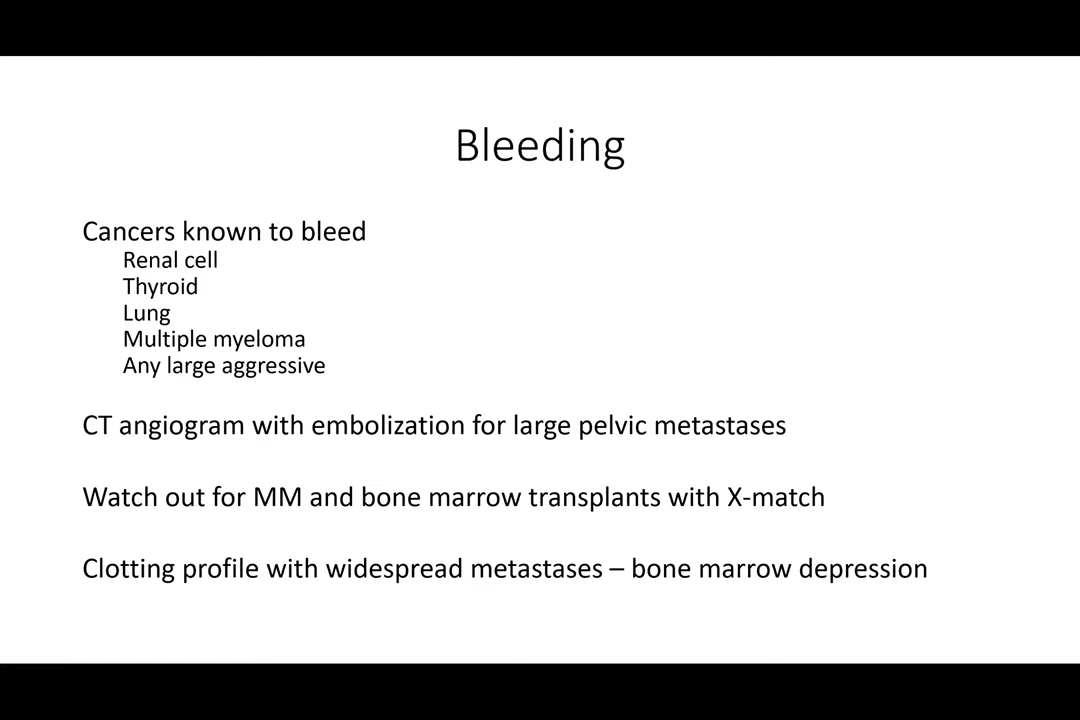 Bleeding
Cancers known to bleed
Renal cell
Thyroid
Lung
Multiple myeloma
Any large aggressive
CT angiogram with embolization for large pelvic metastases
Watch out for MM and bone marrow transplants with X-match
Clotting profile with widespread metastases – bone marrow depression